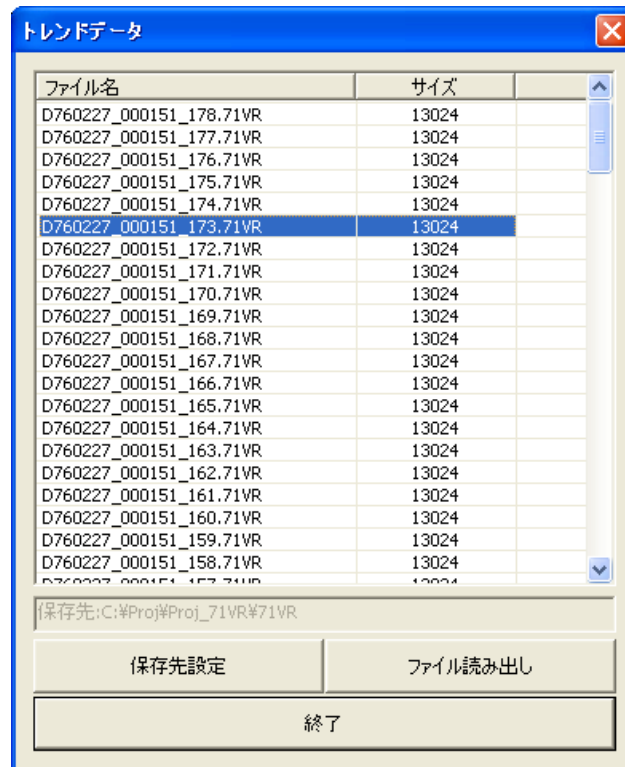 トレンドデータ
ファイル名 サイズ
D760227_000151_178.71VR 13024
D760227_000151_177.71VR 13024
D760227_000151_176.71VR 13024
D760227_000151_175.71VR 13024
D760227_000151_174.71VR 13024
D760227_000151_173.71VR 13024
D760227_000151_172.71VR 13024
D760227_000151_171.71VR 13024
D760227_000151_170.71VR 13024
D760227_000151_169.71VR 13024
D760227_000151_168.71VR 13024
D760227_000151_167.71VR 13024
D760227_000151_166.71VR 13024
D760227_000151_165.71VR 13024
D760227_000151_164.71VR 13024
D760227_000151_163.71VR 13024
D760227_000151_162.71VR 13024
D760227_000151_161.71VR 13024
D760227_000151_160.71VR 13024
D760227_000151_159.71VR 13024
D760227_000151_158.71VR 13024
D760227_000151_157.71VR 13024
保存先:C:¥Proj¥Proj_71VR¥71VR
保存先設定 ファイル読み出し
終了